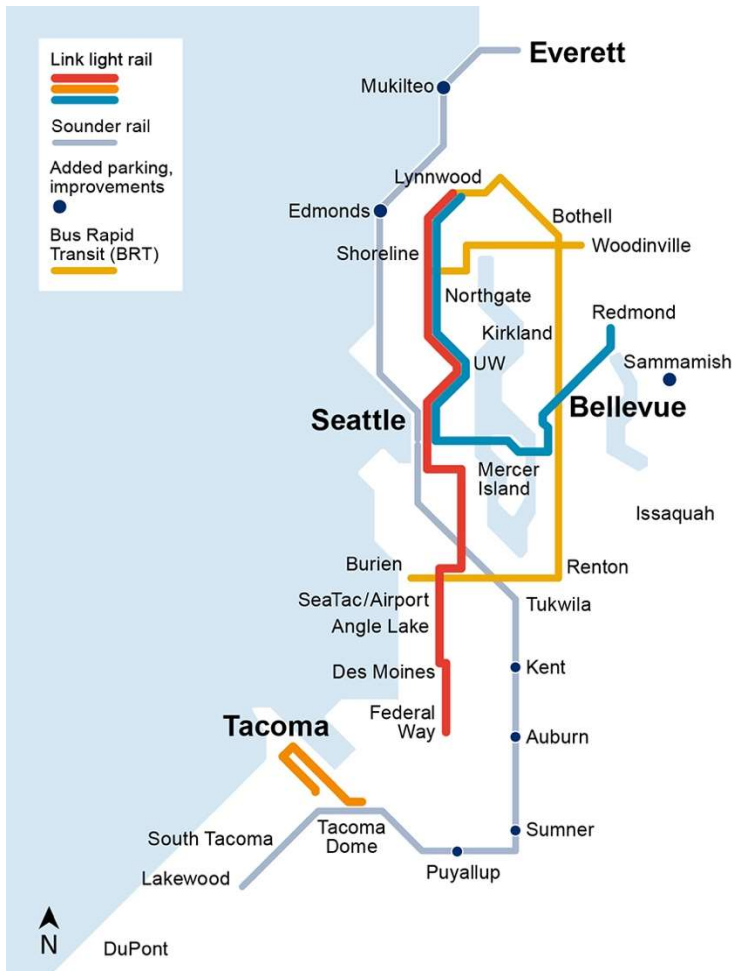 Link light rail
Sounder rail
Added parking,
improvements
Bus Rapid
Transit (BRT)
Everett
Mukilteo
Lynnwood
Edmonds
Bothell
Shoreline
Woodinville
Northgate
Redmond
Kirkland
UW
Sammamish
Seattle
Bellevue
Mercer
Island
Issaquah
Burien
Renton
SeaTac/Airport
Tukwila
Angle Lake
Des Moines
Kent
Federal
Way
Tacoma
Auburn
South Tacoma
Tacoma
Dome
Sumner
Lakewood
Puyallup
N
DuPont